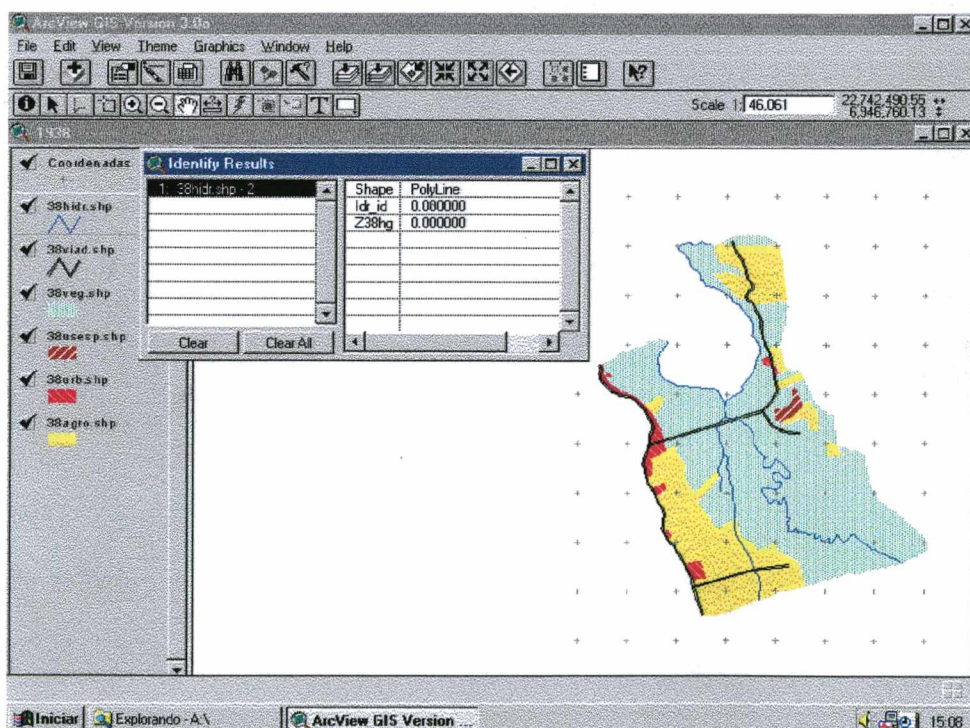 ArcView GIS Version 3.0a
File Edit View Theme Graphics Window Help
Scale 1: 46.061
22,742,490.55
6,946,760.13
1938
Coordenadas
38hidr.shp
38viad.shp
38veg.shp
38usesp.shp
38urb.shp
38agro.shp
Identify Results
1: 38hidr.shp - 2
Shape PolyLine
Idr_id 0.080000
Z38hg 0.000000
Clear Clear All
Iniciar Explorando - A:\ ArcView GIS Version ... 15:08